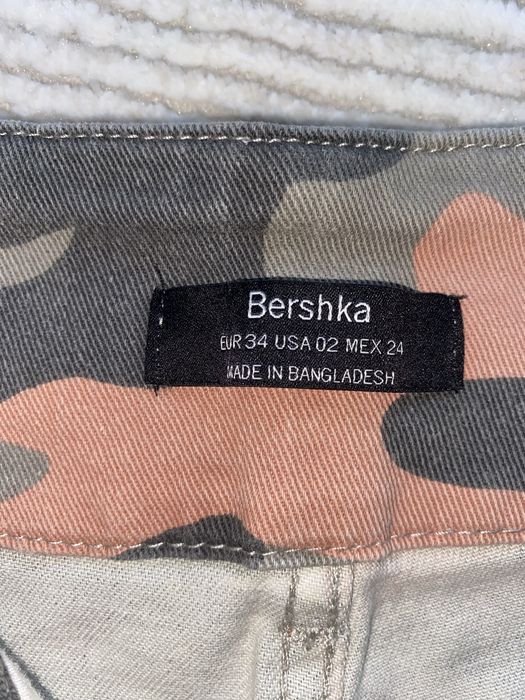 Bershka
EUR 34 USA 02 MEX 24
MADE IN BANGLADESH